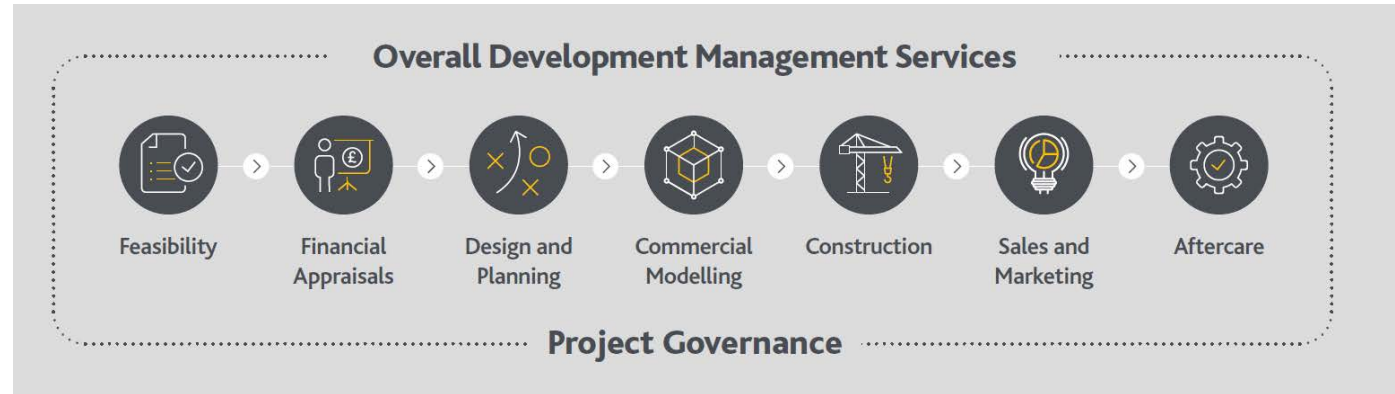 Overall Development Management Services
£
Feasibility
Financial
Appraisals
Design and
Planning
Commercial
Modelling
Construction
Sales and
Marketing
Aftercare
Project Governance